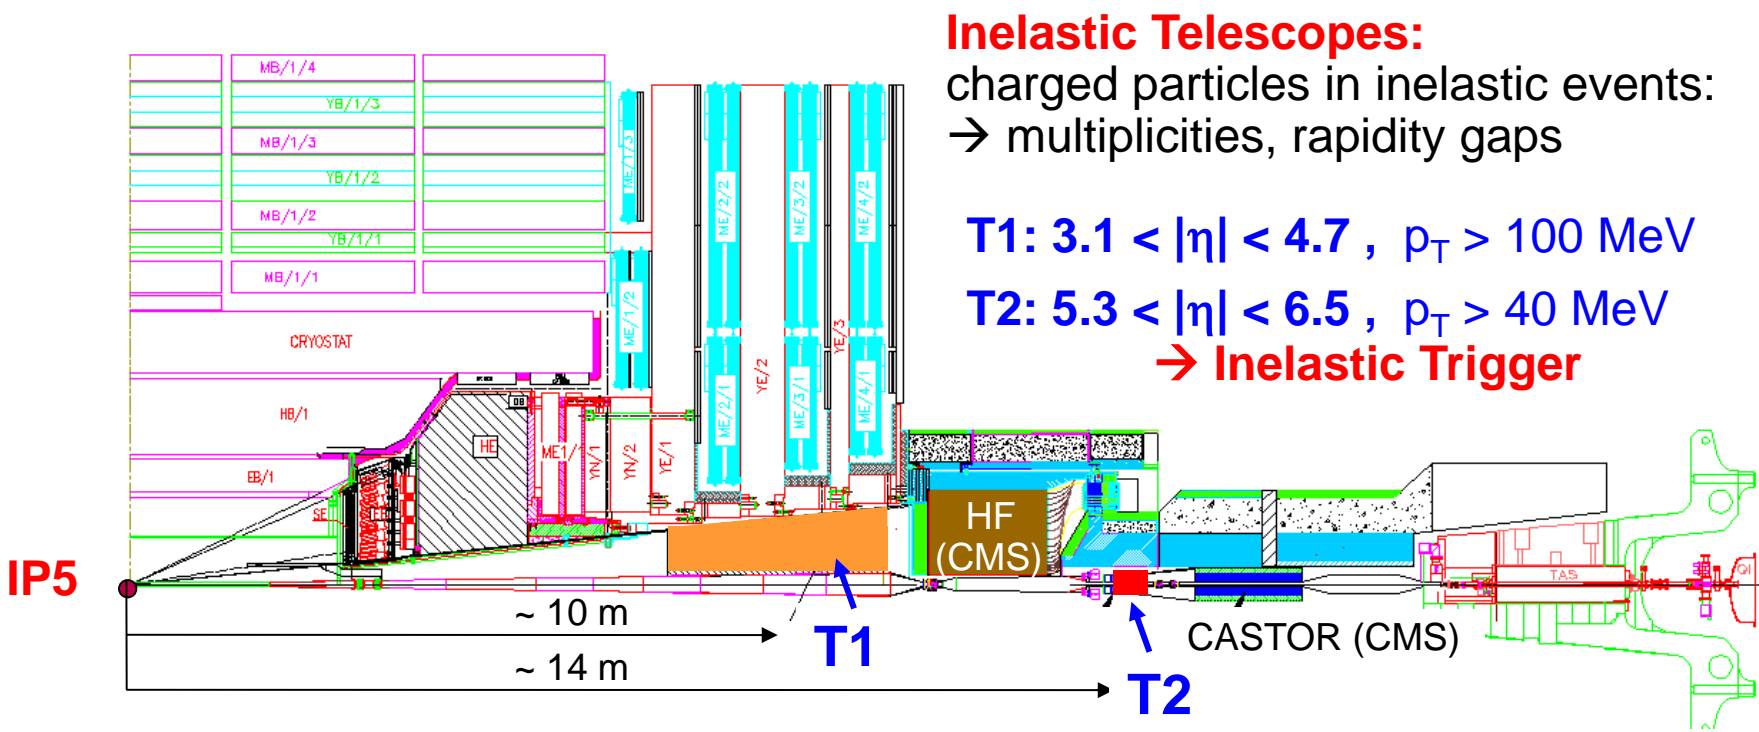 Inelastic Telescopes:
charged particles in inelastic events:
→ multiplicities, rapidity gaps
T1: 3.1 < |η| < 4.7 , pT > 100 MeV
T2: 5.3 < |η| < 6.5 , pT > 40 MeV
→ Inelastic Trigger
MB/1/4
YB/1/3
MB/1/3
YB/1/2
MB/1/2
YB/1/1
MB/1/1
CRYOSTAT
HB/1
EB/1
SE
HE
ME/1/3
ME/1/2
ME1/1
YN/1
YN/2
YE/1
ME/2/2
ME/2/1
YE/2
ME/3/2
ME/3/1
YE/3
ME/4/2
ME/4/1
HF
(CMS)
TAS
Q1
IP5
~ 10 m
T1
CASTOR (CMS)
~ 14 m
T2